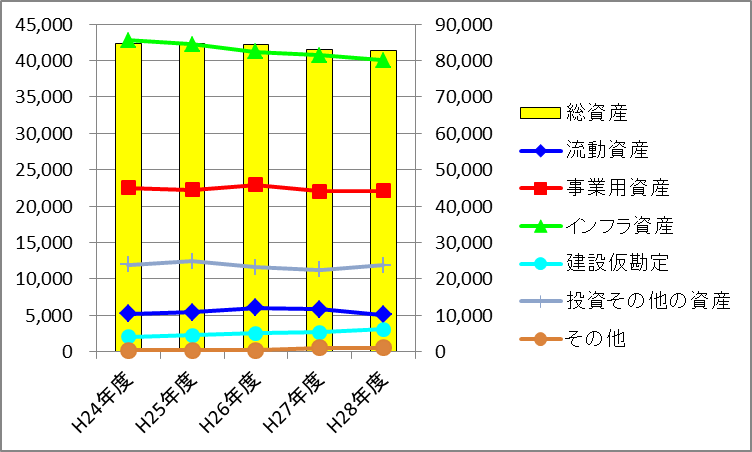 45,000
40,000
35,000
30,000
25,000
20,000
15,000
10,000
5,000
0
90,000
80,000
70,000
60,000
50,000
40,000
30,000
20,000
10,000
0
H24年度
H25年度
H26年度
H27年度
H28年度
総資産
流動資産
事業用資産
インフラ資産
建設仮勘定
投資その他の資産
その他